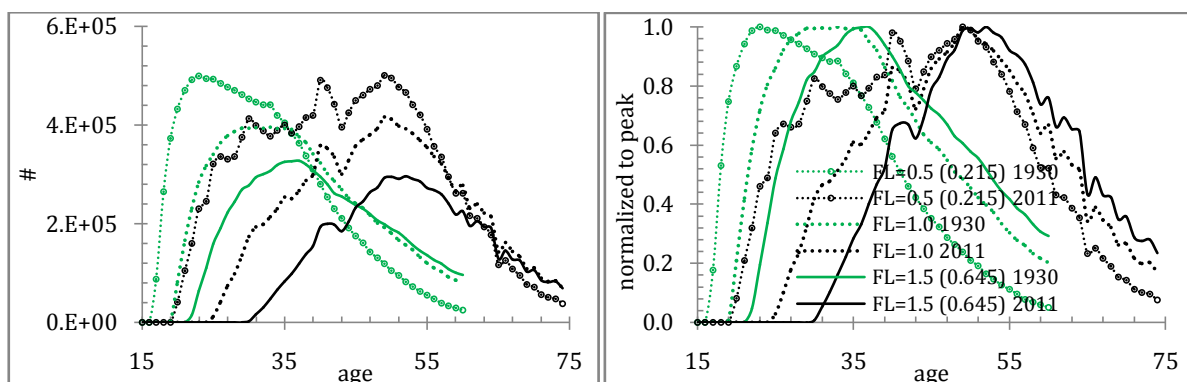 6.E+05
4.E+05
2.E+05
0.E+00
#
15 35 55 75
age
1.0
0.8
0.6
0.4
0.2
0.0
normalized to peak
FL=0.5 (0.215) 1930
FL=0.5 (0.215) 2011
FL=1.0 1930
FL=1.0 2011
FL=1.5 (0.645) 1930
FL=1.5 (0.645) 2011
15 35 55 75
age